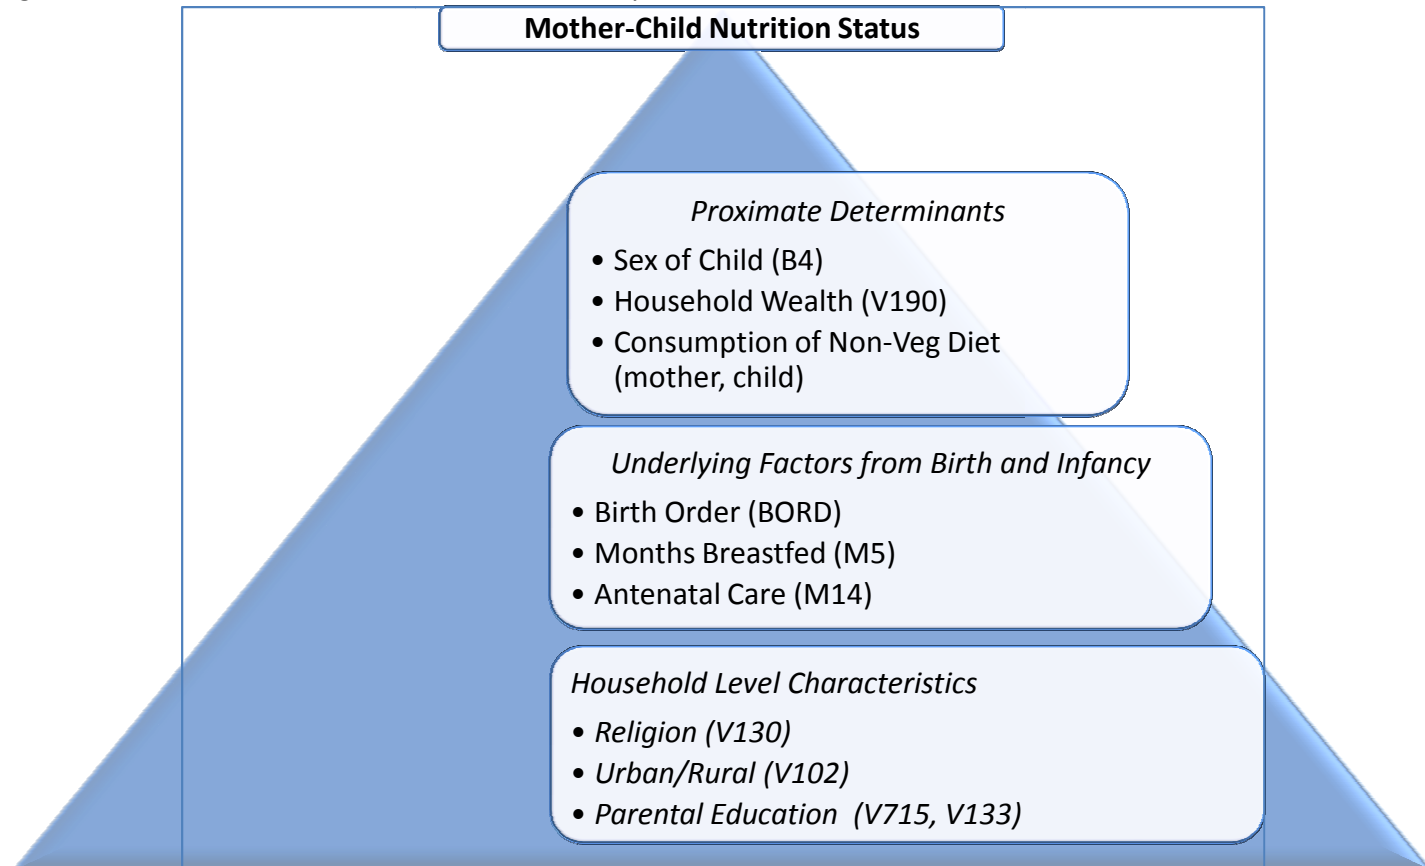 Mother-Child Nutrition Status
Proximate Determinants
• Sex of Child (B4)
• Household Wealth (V190)
• Consumption of Non-Veg Diet
(mother, child)
Underlying Factors from Birth and Infancy
• Birth Order (BORD)
• Months Breastfed (M5)
• Antenatal Care (M14)
Household Level Characteristics
• Religion (V130)
• Urban/Rural (V102)
• Parental Education (V715, V133)